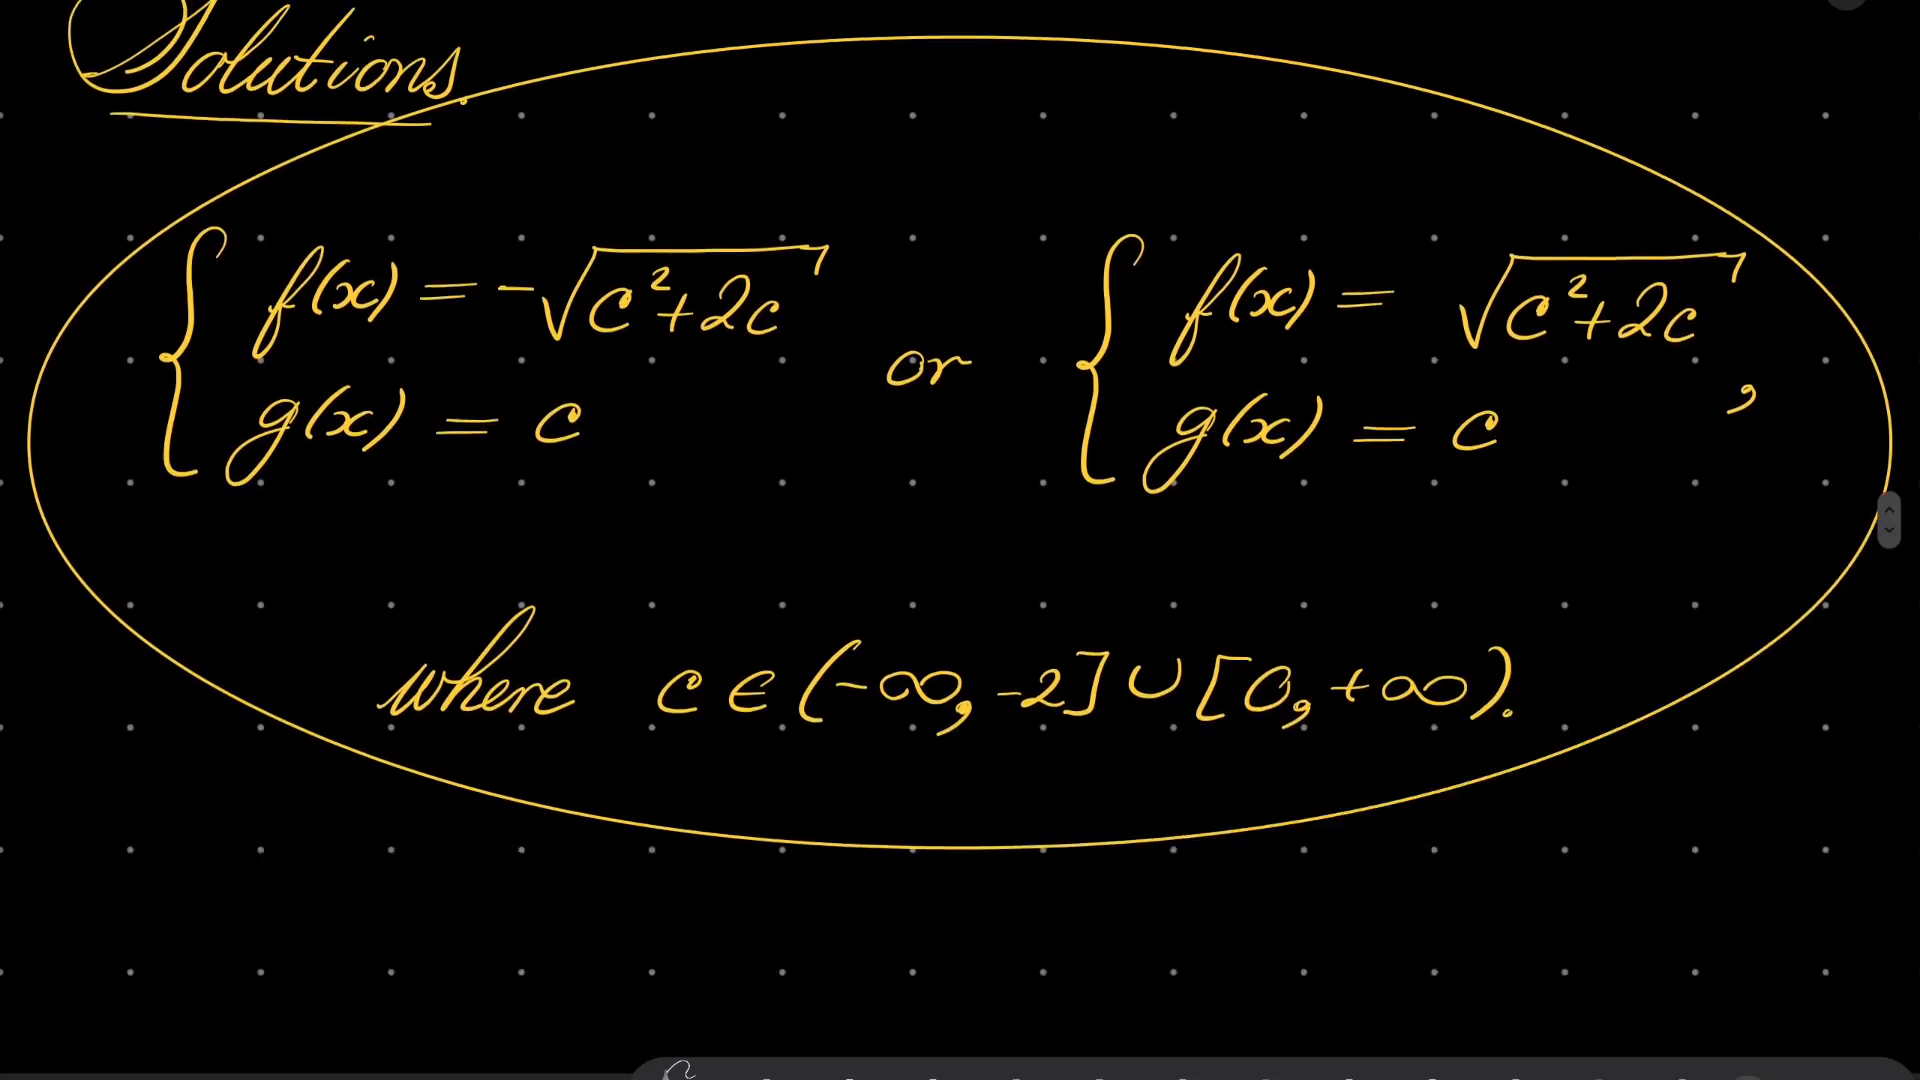 Solutions.
{ f(x) = -√(c²+2c)
g(x) = c
or
{ f(x) = √(c²+2c)
g(x) = c ,
where c ∈ (-∞, -2] ∪ [0, +∞).